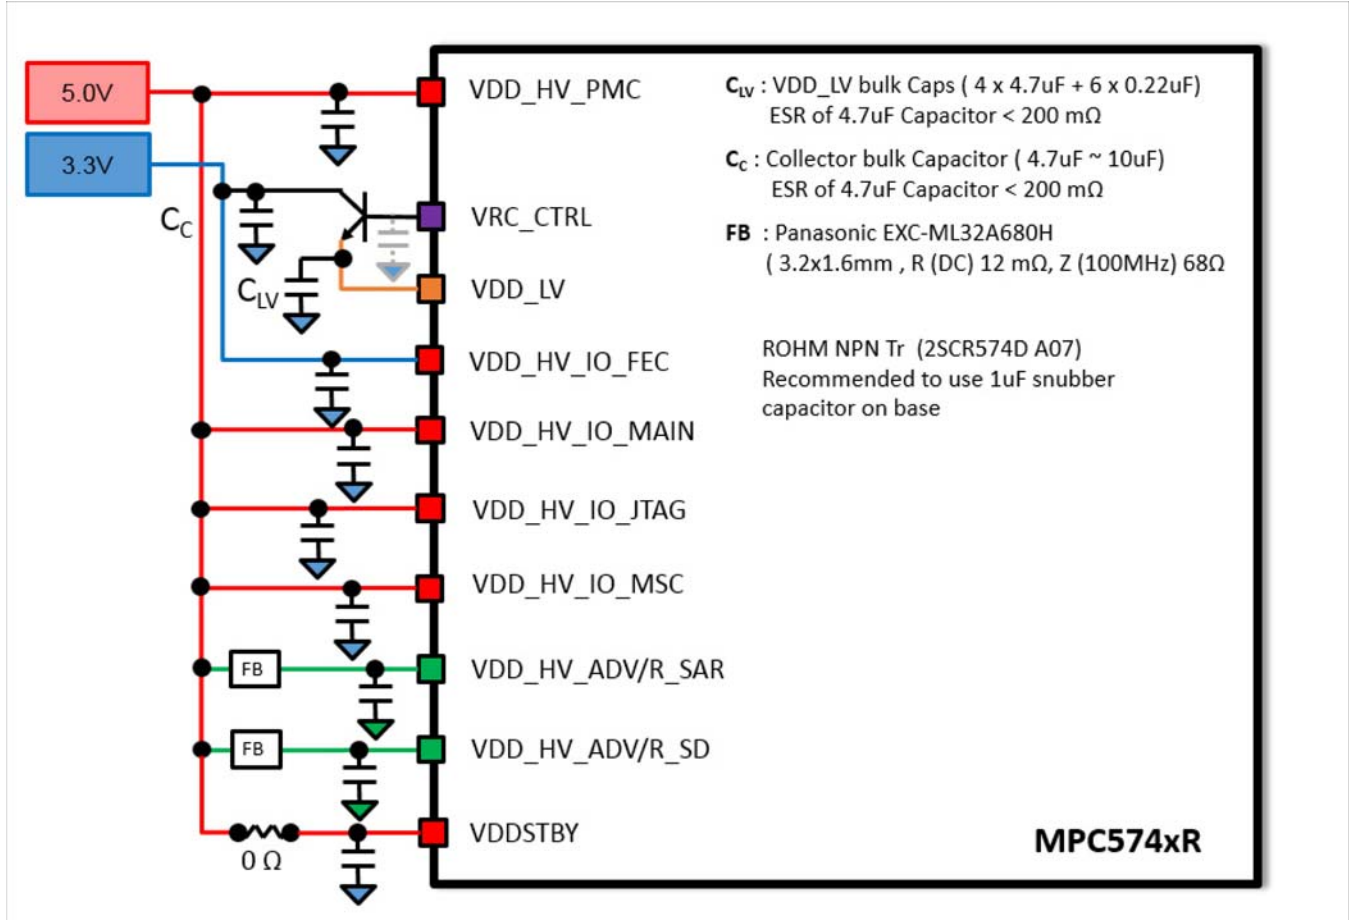 5.0V
VDD_HV_PMC
3.3V
C_C
VRC_CTRL
C_LV
VDD_LV
VDD_HV_IO_FEC
VDD_HV_IO_MAIN
VDD_HV_IO_JTAG
VDD_HV_IO_MSC
FB
VDD_HV_ADV/R_SAR
FB
VDD_HV_ADV/R_SD
VDDSTBY
0 Ω
C_LV : VDD_LV bulk Caps ( 4 x 4.7uF + 6 x 0.22uF)
ESR of 4.7uF Capacitor < 200 mΩ
C_C : Collector bulk Capacitor ( 4.7uF ~ 10uF)
ESR of 4.7uF Capacitor < 200 mΩ
FB : Panasonic EXC-ML32A680H
( 3.2x1.6mm , R (DC) 12 mΩ, Z (100MHz) 68Ω
ROHM NPN Tr (2SCR574D A07)
Recommended to use 1uF snubber
capacitor on base
MPC574xR